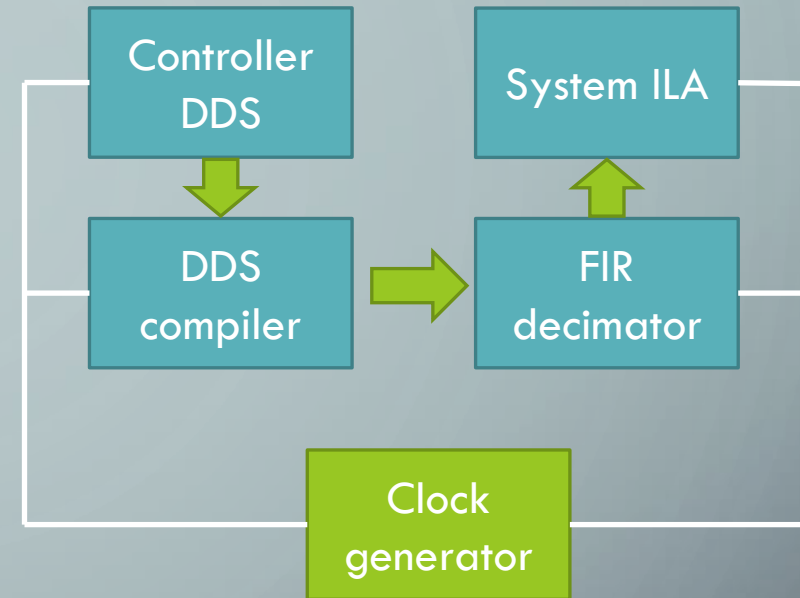 Controller
DDS
System ILA
DDS
compiler
FIR
decimator
Clock
generator